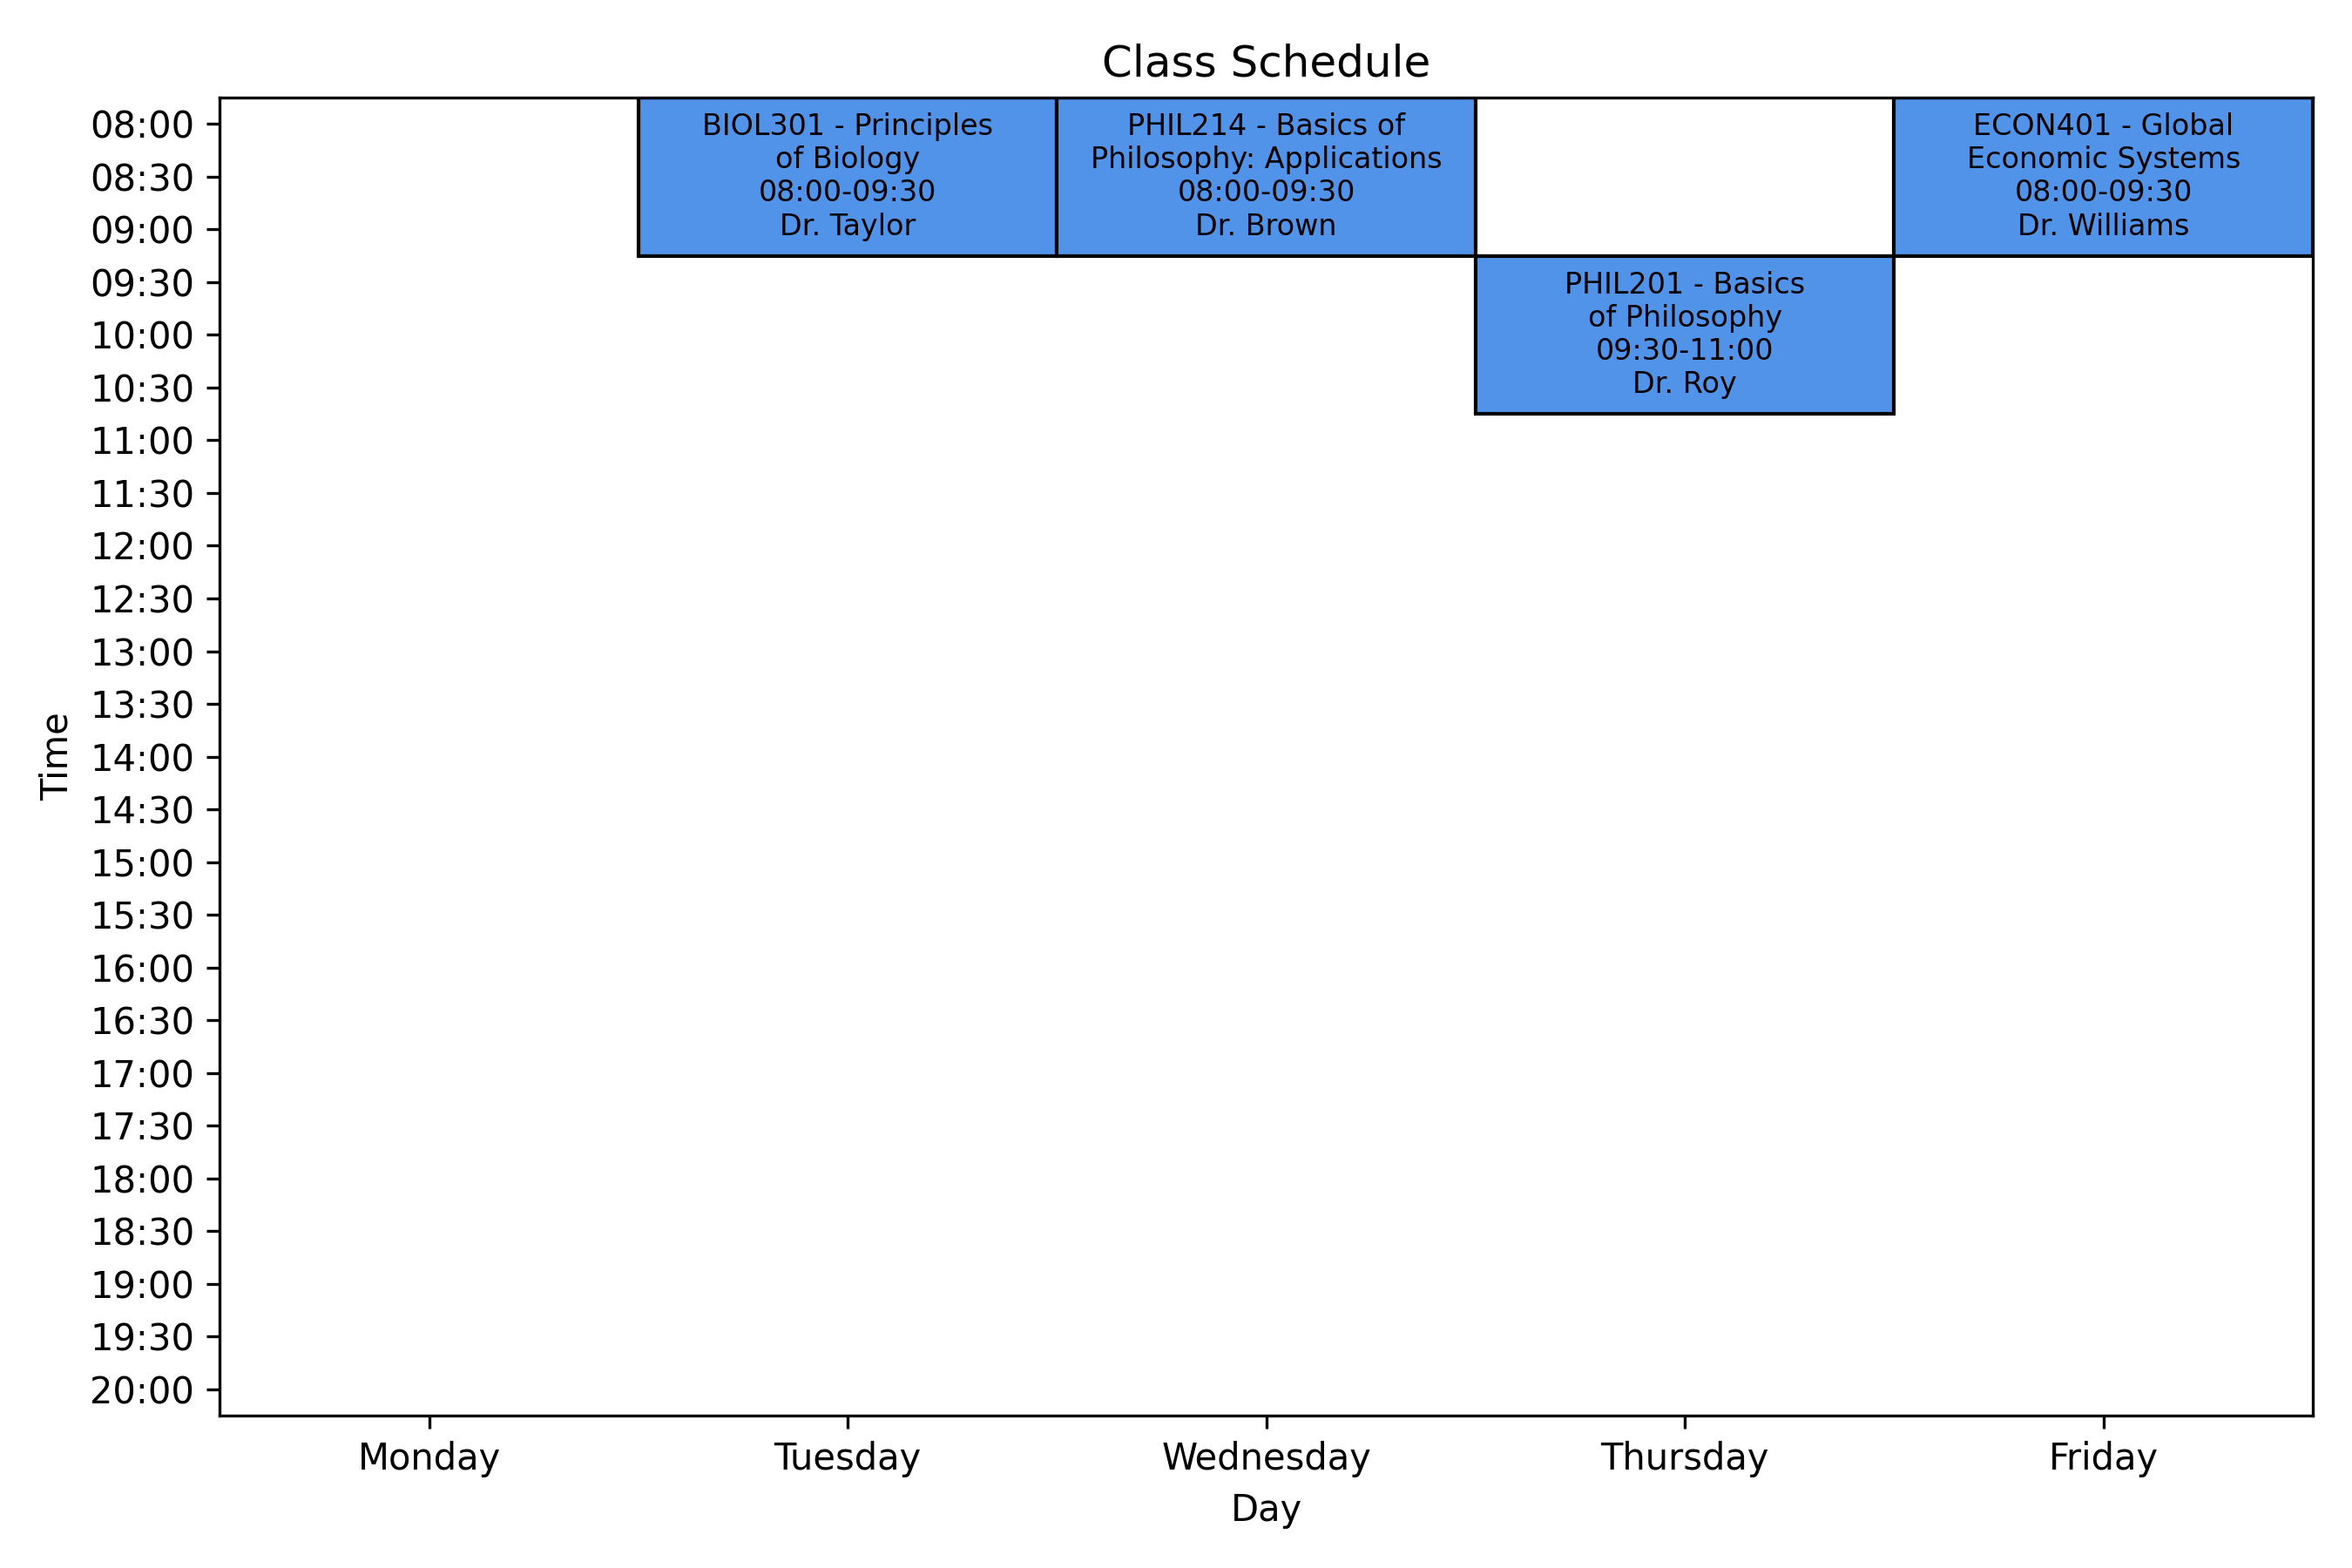 Class Schedule
08:00
08:30
09:00
09:30
10:00
10:30
11:00
11:30
12:00
12:30
13:00
13:30
14:00
14:30
15:00
15:30
16:00
16:30
17:00
17:30
18:00
18:30
19:00
19:30
20:00
Time
BIOL301 - Principles
of Biology
08:00-09:30
Dr. Taylor
PHIL214 - Basics of
Philosophy: Applications
08:00-09:30
Dr. Brown
PHIL201 - Basics
of Philosophy
09:30-11:00
Dr. Roy
ECON401 - Global
Economic Systems
08:00-09:30
Dr. Williams
Monday
Tuesday
Wednesday
Thursday
Friday
Day